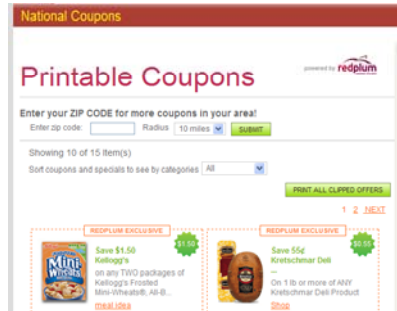 National Coupons
powered by redplum
Printable Coupons
Enter your ZIP CODE for more coupons in your area!
Enter zip code: Radius 10 miles SUBMIT
Showing 10 of 15 Item(s)
Sort coupons and specials to see by categories All
PRINT ALL CLIPPED OFFERS
1 2 NEXT
REDPLUM EXCLUSIVE
$1.50
Save $1.50
Kellogg's
on any TWO packages of
Kellogg's Frosted
Mini-Wheats®, All-B...
meal idea
Mini
Wheats
REDPLUM EXCLUSIVE
$0.55
Save 55¢
Kretschmar Deli
...
On 1 lb or more of ANY
Kretschmar Deli Product
Shop